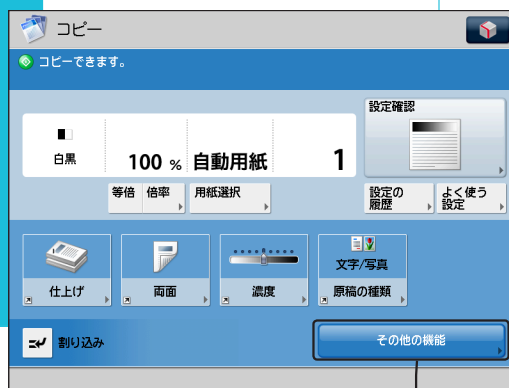 コピー
コピーできます。
設定確認
白黒
100 % 自動用紙 1
等倍 倍率 用紙選択
設定の
履歴
よく使う
設定
文字/写真
仕上げ 両面 濃度 原稿の種類
割り込み
その他の機能